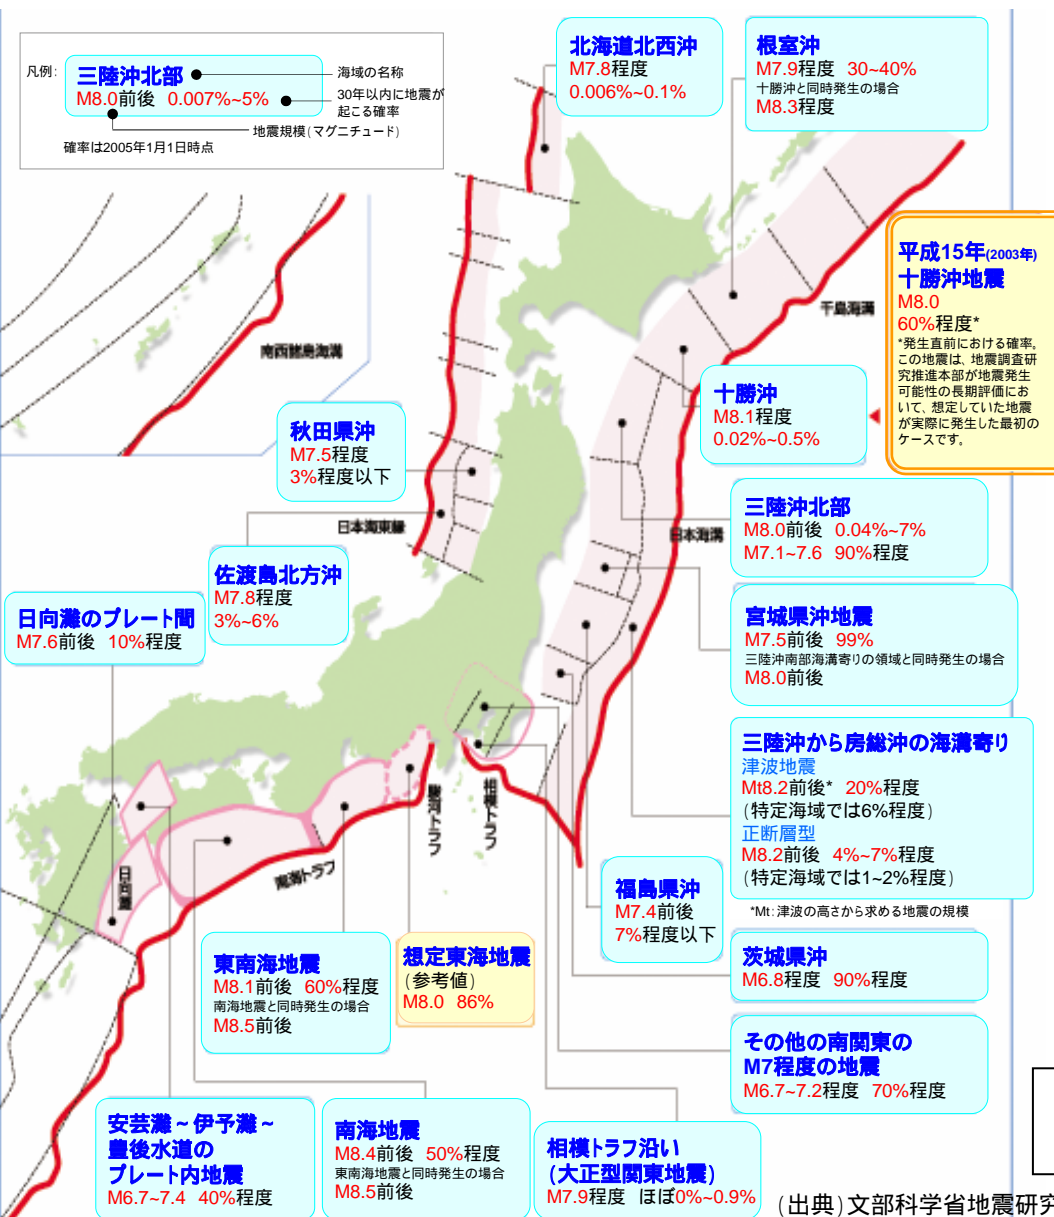 凡例:
三陸沖北部
M8.0前後 0.007%~5%
海域の名称
30年以内に地震が
起こる確率
地震規模(マグニチュード)
確率は2005年1月1日時点
北海道北西沖
M7.8程度
0.006%~0.1%
根室沖
M7.9程度 30~40%
十勝沖と同時発生の場合
M8.3程度
平成15年(2003年)
十勝沖地震
M8.0
60%程度*
*発生直前における確率。
この地震は、地震調査研
究推進本部が地震発生
可能性の長期評価にお
いて、想定していた地震
が実際に発生した最初の
ケースです。
千島海溝
南西諸島海溝
十勝沖
M8.1程度
0.02%~0.5%
秋田県沖
M7.5程度
3%程度以下
日本海東縁
日本海溝
三陸沖北部
M8.0前後 0.04%~7%
M7.1~7.6 90%程度
佐渡島北方沖
M7.8程度
3%~6%
日向灘のプレート間
M7.6前後 10%程度
宮城県沖地震
M7.5前後 99%
三陸沖南部海溝寄りの領域と同時発生の場合
M8.0前後
三陸沖から房総沖の海溝寄り
津波地震
Mt8.2前後* 20%程度
(特定海域では6%程度)
正断層型
M8.2前後 4%~7%程度
(特定海域では1~2%程度)
*Mt:津波の高さから求める地震の規模
駿河トラフ
相模トラフ
南海トラフ
日向灘
福島県沖
M7.4前後
7%程度以下
東南海地震
M8.1前後 60%程度
南海地震と同時発生の場合
M8.5前後
想定東海地震
(参考値)
M8.0 86%
茨城県沖
M6.8程度 90%程度
その他の南関東の
M7程度の地震
M6.7~7.2程度 70%程度
安芸灘~伊予灘~
豊後水道の
プレート内地震
M6.7~7.4 40%程度
南海地震
M8.4前後 50%程度
東南海地震と同時発生の場合
M8.5前後
相模トラフ沿い
(大正型関東地震)
M7.9程度 ほぼ0%~0.9%
(出典)文部科学省地震研究